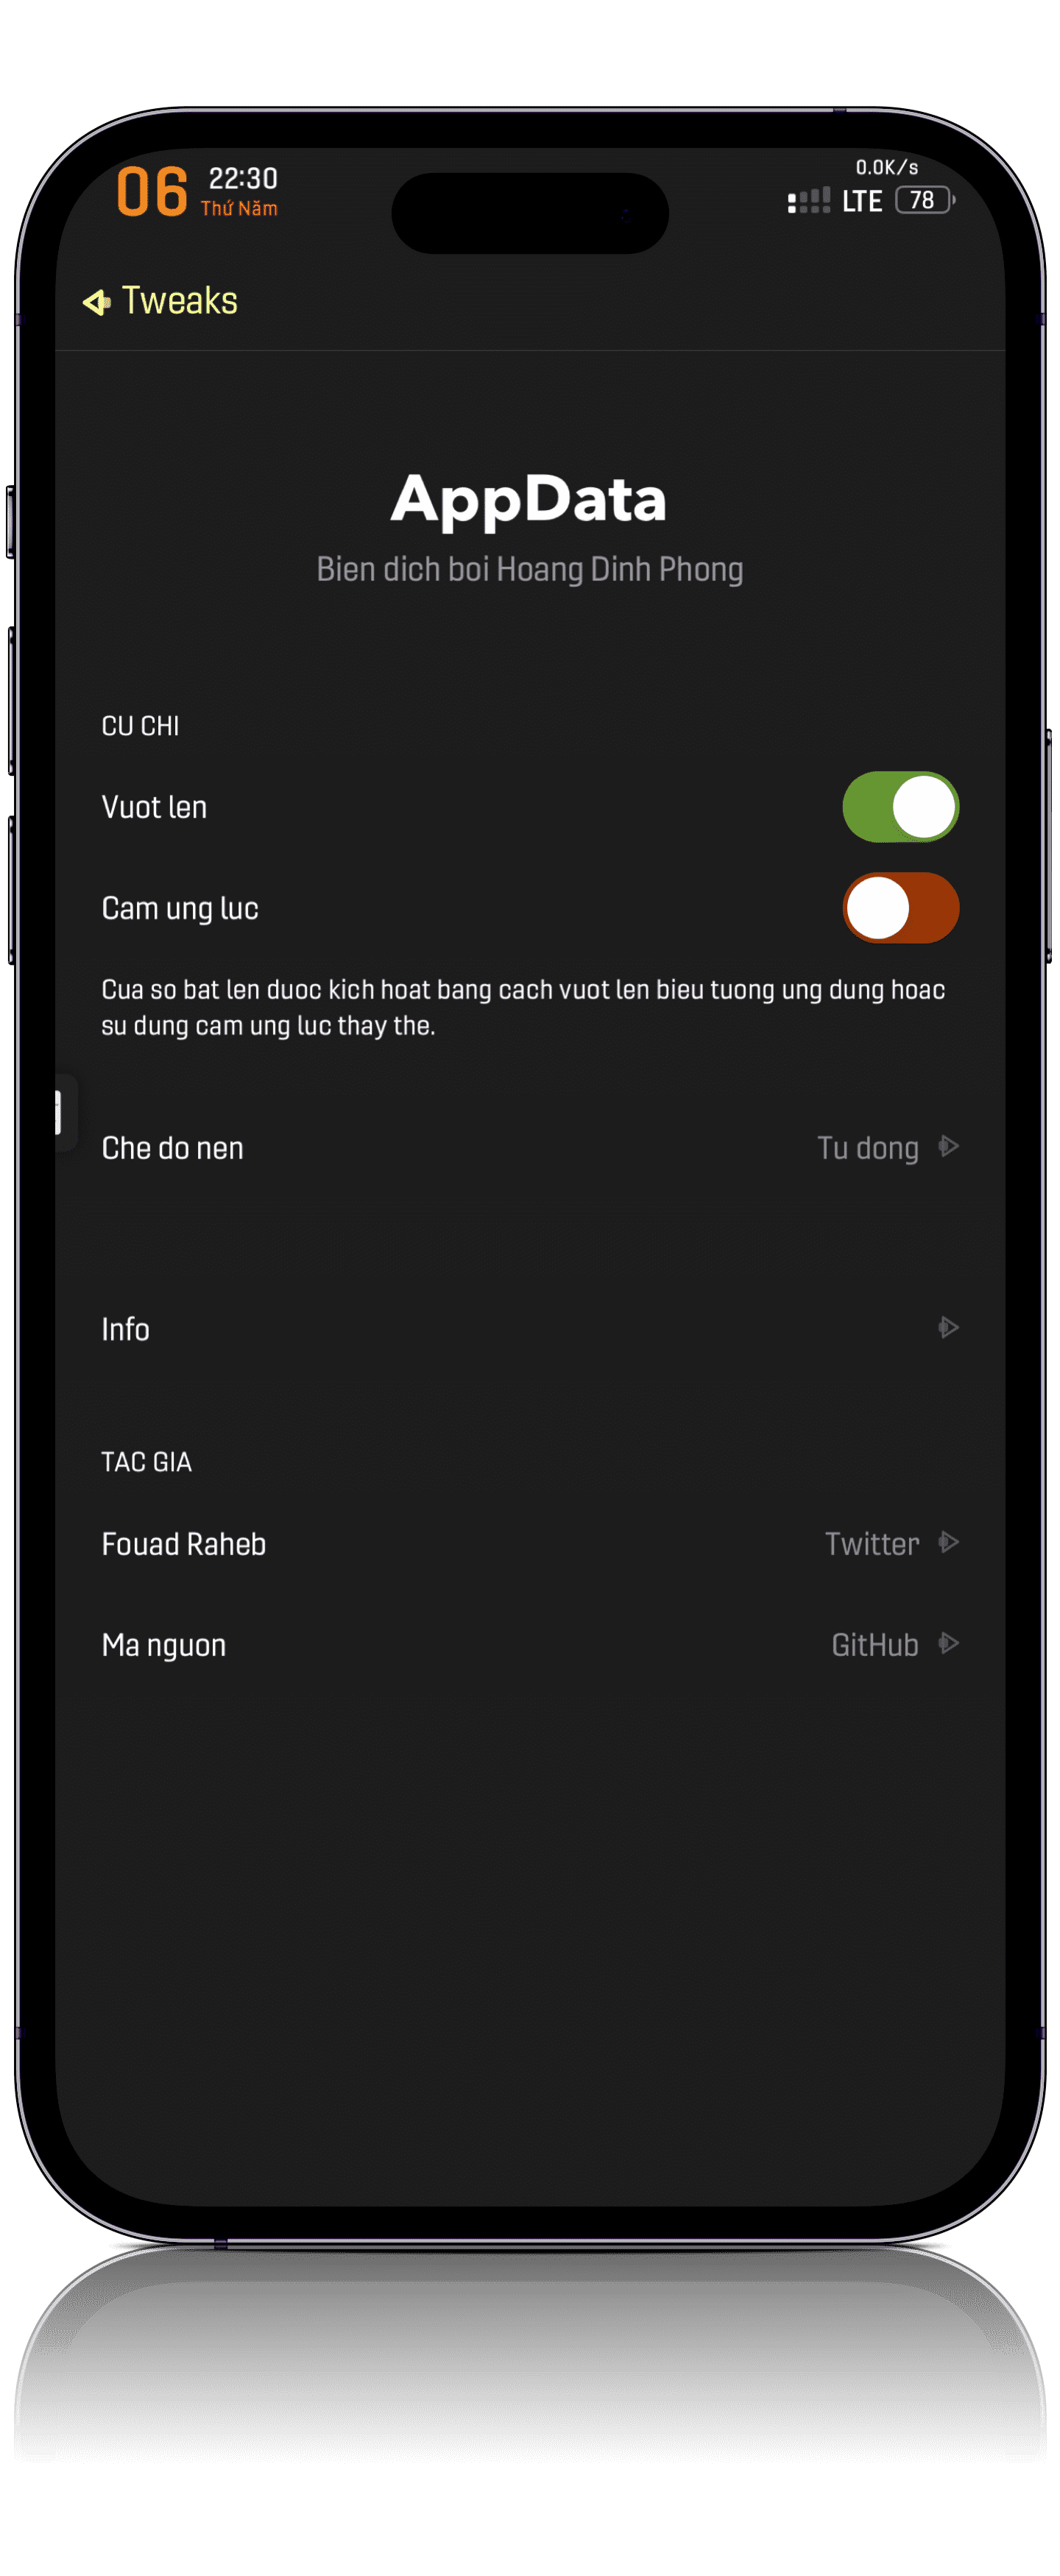 06 22:30
Thứ Năm
0.0K/s
LTE 78
Tweaks
AppData
Bien dich boi Hoang Dinh Phong
CU CHI
Vuot len
Cam ung luc
Cua so bat len duoc kich hoat bang cach vuot len bieu tuong ung dung hoac
su dung cam ung luc thay the.
Che do nen Tu dong
Info
TAC GIA
Fouad Raheb Twitter
Ma nguon GitHub